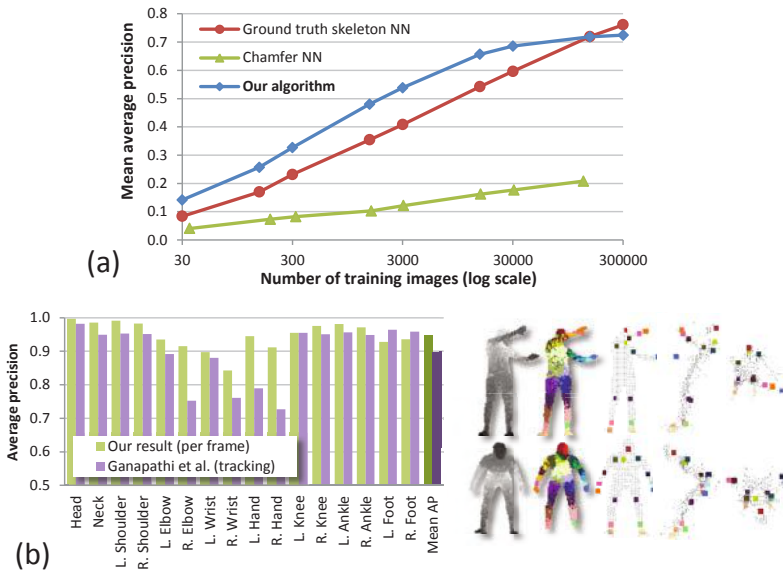 0.8
0.7
0.6
0.5
0.4
0.3
0.2
0.1
0.0
Mean average precision
Ground truth skeleton NN
Chamfer NN
Our algorithm
30
300
3000
30000
300000
Number of training images (log scale)
(a)
1.0
0.9
0.8
0.7
0.6
0.5
Average precision
Our result (per frame)
Ganapathi et al. (tracking)
Head
Neck
L. Shoulder
R. Shoulder
L. Elbow
R. Elbow
L. Wrist
R. Wrist
L. Hand
R. Hand
L. Knee
R. Knee
L. Ankle
R. Ankle
L. Foot
R. Foot
Mean AP
(b)